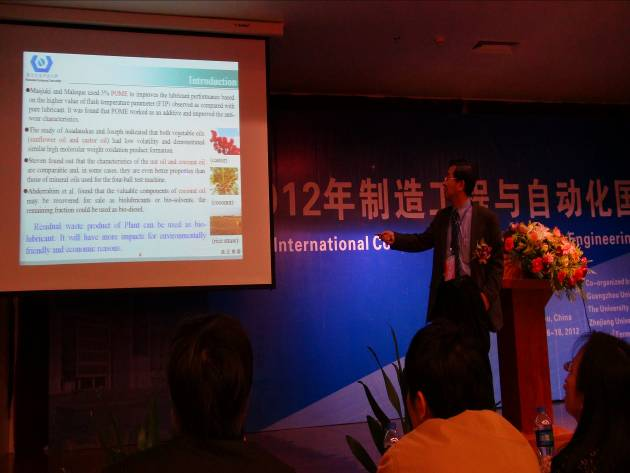 Introduction
Masjuki and Maleque used 5% POME to improves the lubricant performance based
on the higher value of flash temperature parameter (FTP) observed as compared with
pure lubricant. It was found that POME worked as an additive and improved the anti-
wear characteristics.
The study of Asadauskas and Joseph indicated that both vegetable oils
(sunflower oil and castor oil) had low volatility and demonstrated
similar high molecular weight oxidation product formation.
(castor)
Steven found out that the characteristics of the nut oil and coconut oil
are comparable and, in some cases, they are even better properties than
those of mineral oils used for the four-ball test machine.
(coconut)
Abderrahim et al. found that the valuable components of coconut oil
may be recovered for sale as biolubricants or bio-solvents, the
remaining fraction could be used as bio-diesel.
Residual waste product of Plant can be used as bio-
lubricant. It will have more impacts for environmentally
friendly and economic reasons.
(rice straw)
2012年制造工程与自动化国
International Co
Engineering
Co-organized b
Guangzhou Uni
The University
Zhejiang Univ
Ferm
u, China
-18, 2012